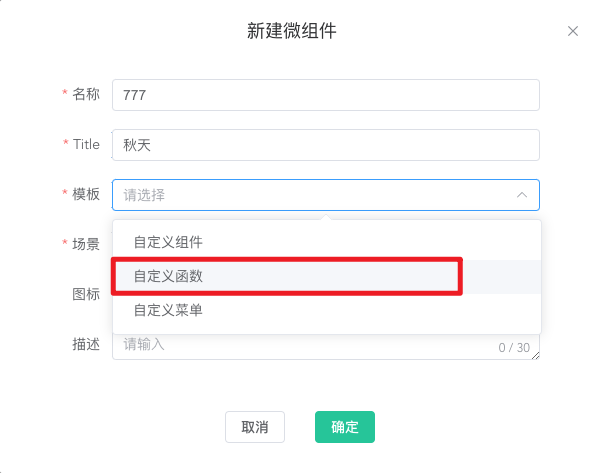 新建微组件
* 名称 777
* Title 秋天
* 模板 请选择
* 场景
自定义组件
自定义函数
自定义菜单
图标
描述 请输入 0 / 30
取消 确定